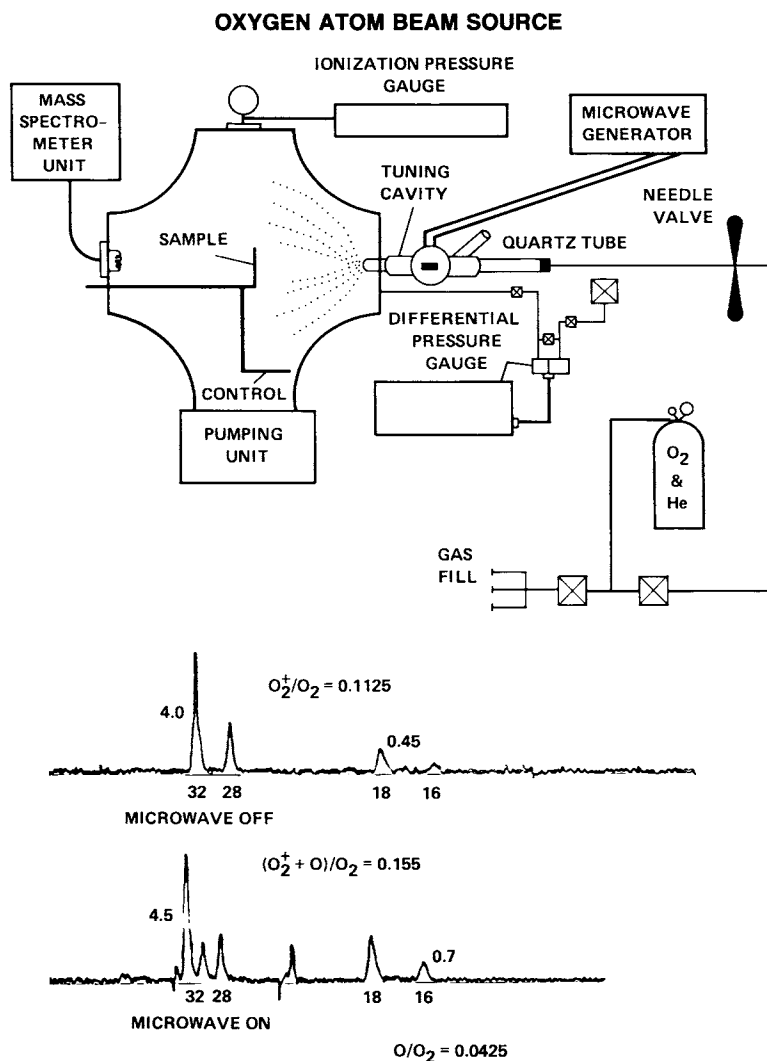 OXYGEN ATOM BEAM SOURCE
IONIZATION PRESSURE
GAUGE
MASS
SPECTRO-
METER
UNIT
MICROWAVE
GENERATOR
TUNING
CAVITY
NEEDLE
VALVE
SAMPLE
QUARTZ TUBE
DIFFERENTIAL
PRESSURE
GAUGE
CONTROL
PUMPING
UNIT
O2
&
He
GAS
FILL
O2+/O2 = 0.1125
4.0
0.45
32 28 18 16
MICROWAVE OFF
(O2+ + O)/O2 = 0.155
4.5
0.7
32 28 18 16
MICROWAVE ON
O/O2 = 0.0425